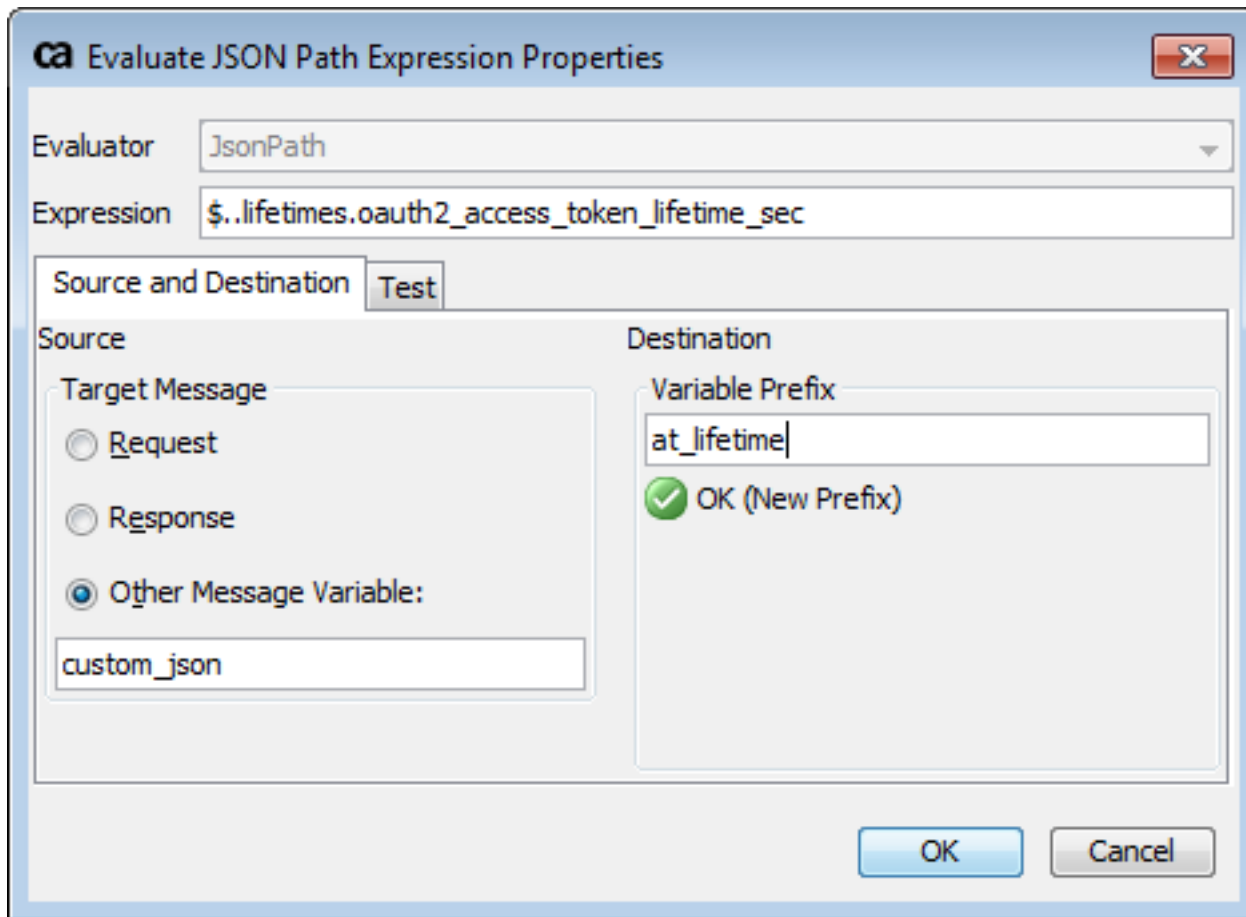 ca Evaluate JSON Path Expression Properties
Evaluator JsonPath
Expression $..lifetimes.oauth2_access_token_lifetime_sec
Source and Destination Test
Source Destination
Target Message Variable Prefix
Request at_lifetime
OK (New Prefix)
Response
Other Message Variable:
custom_json
OK Cancel